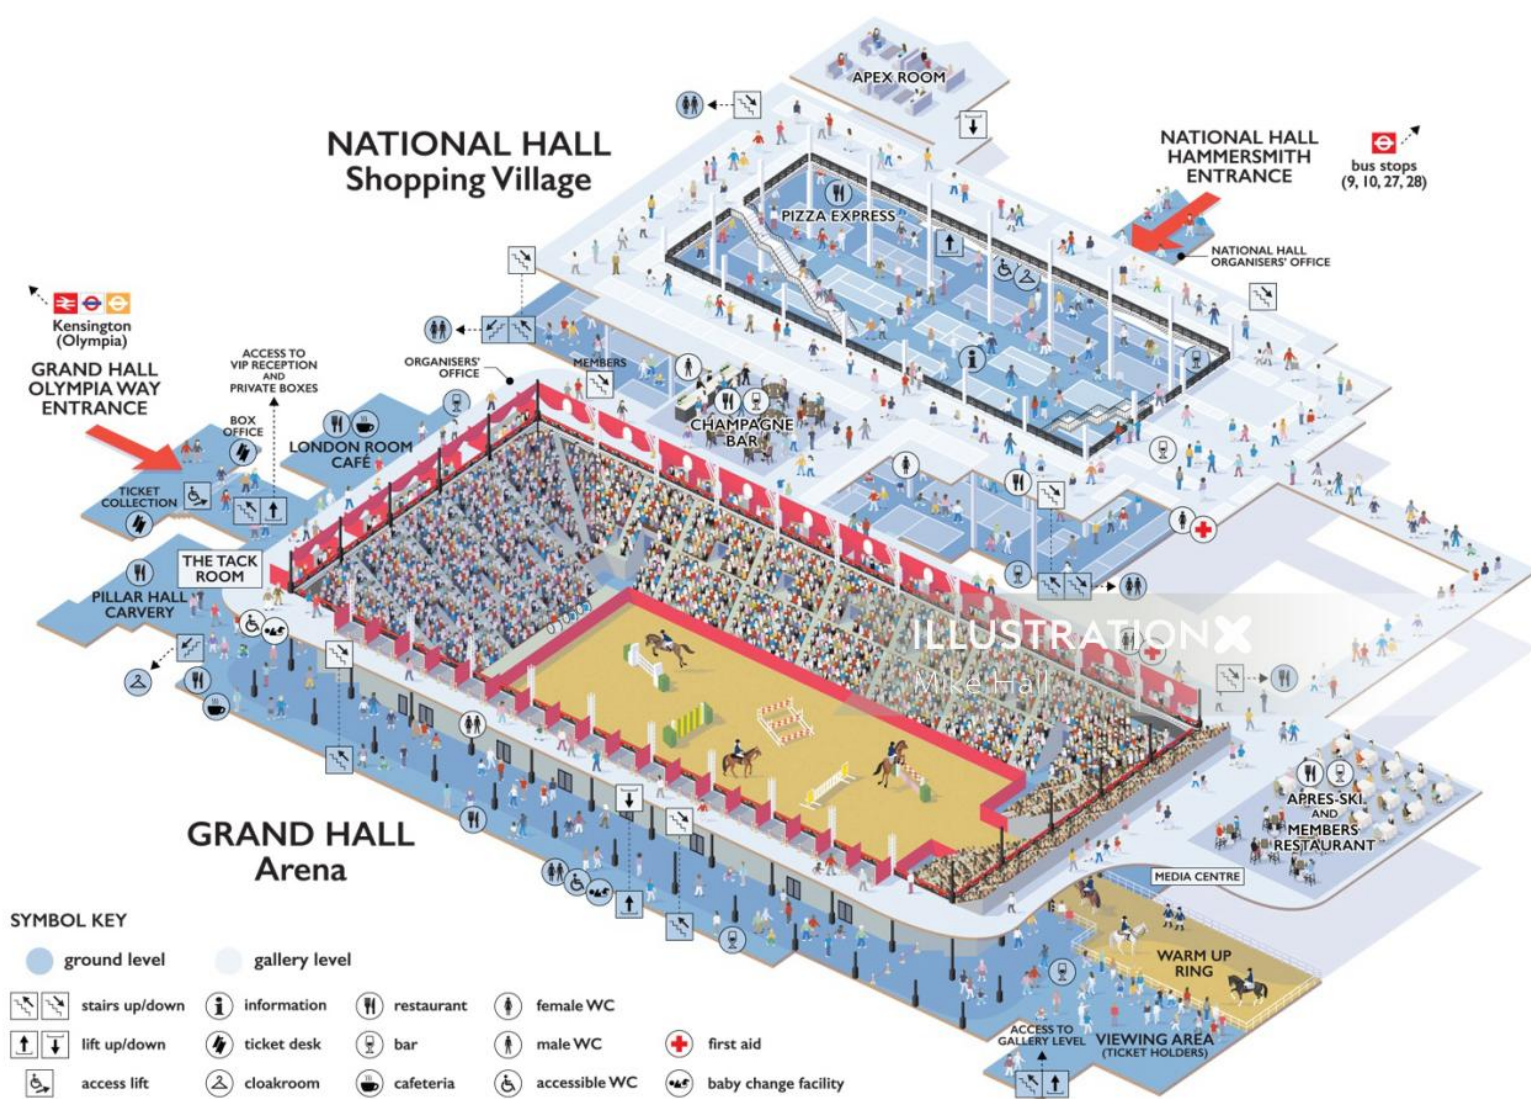 APEX ROOM
NATIONAL HALL
Shopping Village
NATIONAL HALL
HAMMERSMITH
ENTRANCE
bus stops
(9, 10, 27, 28)
PIZZA EXPRESS
NATIONAL HALL
ORGANISERS' OFFICE
Kensington
(Olympia)
GRAND HALL
OLYMPIA WAY
ENTRANCE
ACCESS TO
VIP RECEPTION
AND
PRIVATE BOXES
ORGANISERS'
OFFICE
MEMBERS
BOX
OFFICE
LONDON ROOM
CAFÉ
CHAMPAGNE
BAR
TICKET
COLLECTION
THE TACK
ROOM
PILLAR HALL
CARVERY
ILLUSTRATIONX
Mike Hall
APRES-SKI
AND
MEMBERS
RESTAURANT
GRAND HALL
Arena
MEDIA CENTRE
WARM UP
RING
ACCESS TO
GALLERY LEVEL
VIEWING AREA
(TICKET HOLDERS)
SYMBOL KEY
ground level
gallery level
stairs up/down
information
restaurant
female WC
lift up/down
ticket desk
bar
male WC
first aid
access lift
cloakroom
cafeteria
accessible WC
baby change facility